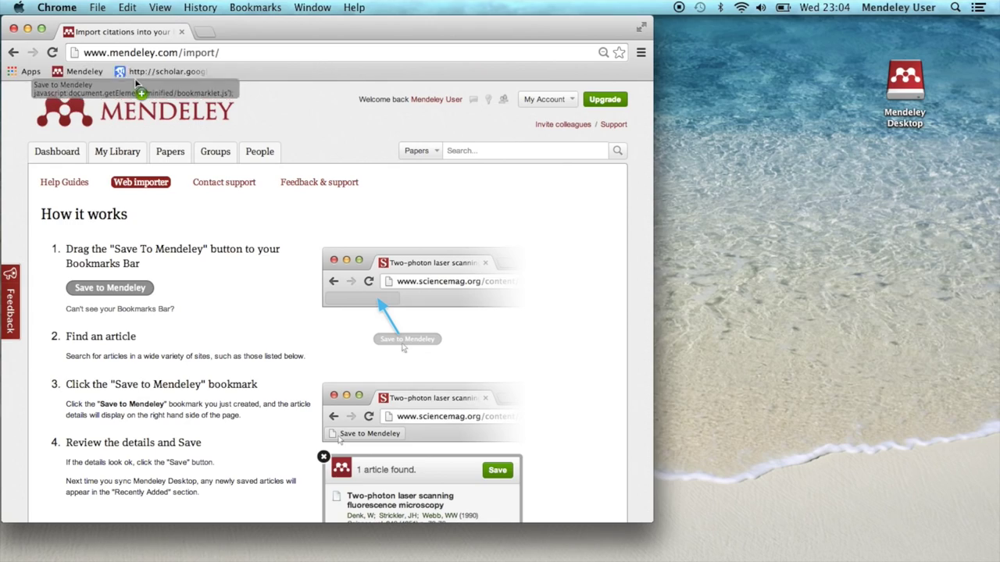 Chrome File Edit View History Bookmarks Window Help Wed 23:04 Mendeley User
Import citations into your
www.mendeley.com/import/
Apps Mendeley http://scholar.goog
Save to Mendeley
minified/bookmarklet.js');
MENDELEY
Welcome back Mendeley User My Account Upgrade
Invite colleagues / Support
Dashboard My Library Papers Groups People Papers Search...
Help Guides Web importer Contact support Feedback & support
How it works
1. Drag the "Save To Mendeley" button to your
Bookmarks Bar
Save to Mendeley
Can't see your Bookmarks Bar?
2. Find an article
Search for articles in a wide variety of sites, such as those listed below.
3. Click the "Save to Mendeley" bookmark
Click the "Save to Mendeley" bookmark you just created, and the article
details will display on the right hand side of the page.
4. Review the details and Save
If the details look ok, click the "Save" button.
Next time you sync Mendeley Desktop, any newly saved articles will
appear in the "Recently Added" section.
Two-photon laser scannin
www.sciencemag.org/content
Save to Mendeley
Two-photon laser scannin
www.sciencemag.org/content
Save to Mendeley
1 article found. Save
Two-photon laser scanning
fluorescence microscopy
Denk, W; Strickler, JH; Webb, WW (1990)
Feedback
Mendeley
Desktop